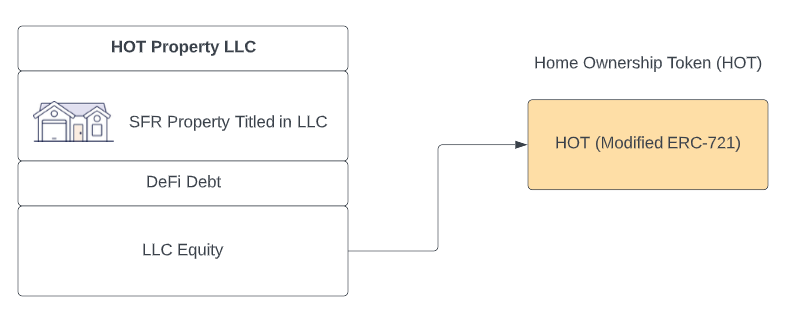 HOT Property LLC
SFR Property Titled in LLC
DeFi Debt
LLC Equity
Home Ownership Token (HOT)
HOT (Modified ERC-721)